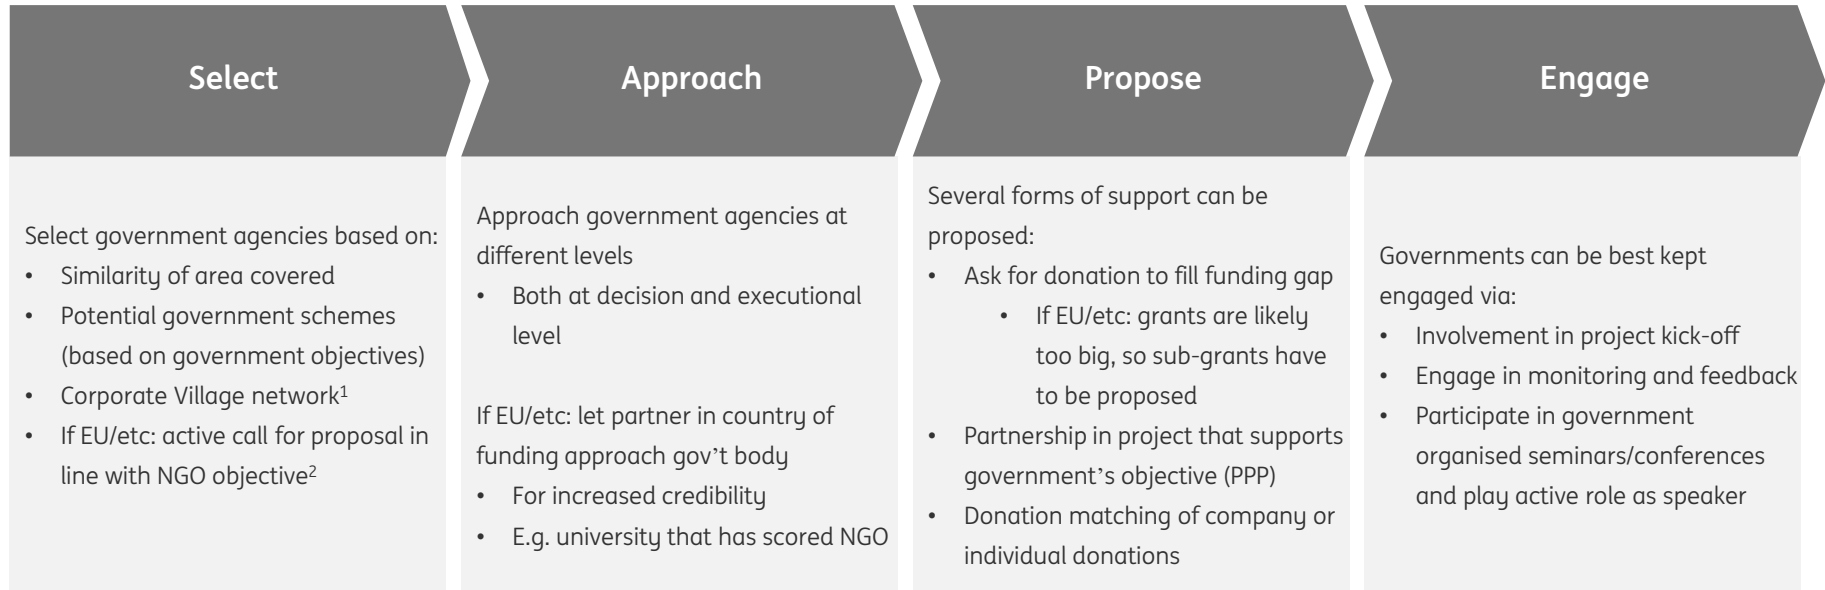 Select
Select government agencies based on:
• Similarity of area covered
• Potential government schemes
(based on government objectives)
• Corporate Village network¹
• If EU/etc: active call for proposal in
line with NGO objective²
Approach
Approach government agencies at
different levels
• Both at decision and executional
level
If EU/etc: let partner in country of
funding approach gov’t body
• For increased credibility
• E.g. university that has scored NGO
Propose
Several forms of support can be
proposed:
• Ask for donation to fill funding gap
• If EU/etc: grants are likely
too big, so sub-grants have
to be proposed
• Partnership in project that supports
government’s objective (PPP)
• Donation matching of company or
individual donations
Engage
Governments can be best kept
engaged via:
• Involvement in project kick-off
• Engage in monitoring and feedback
• Participate in government
organised seminars/conferences
and play active role as speaker